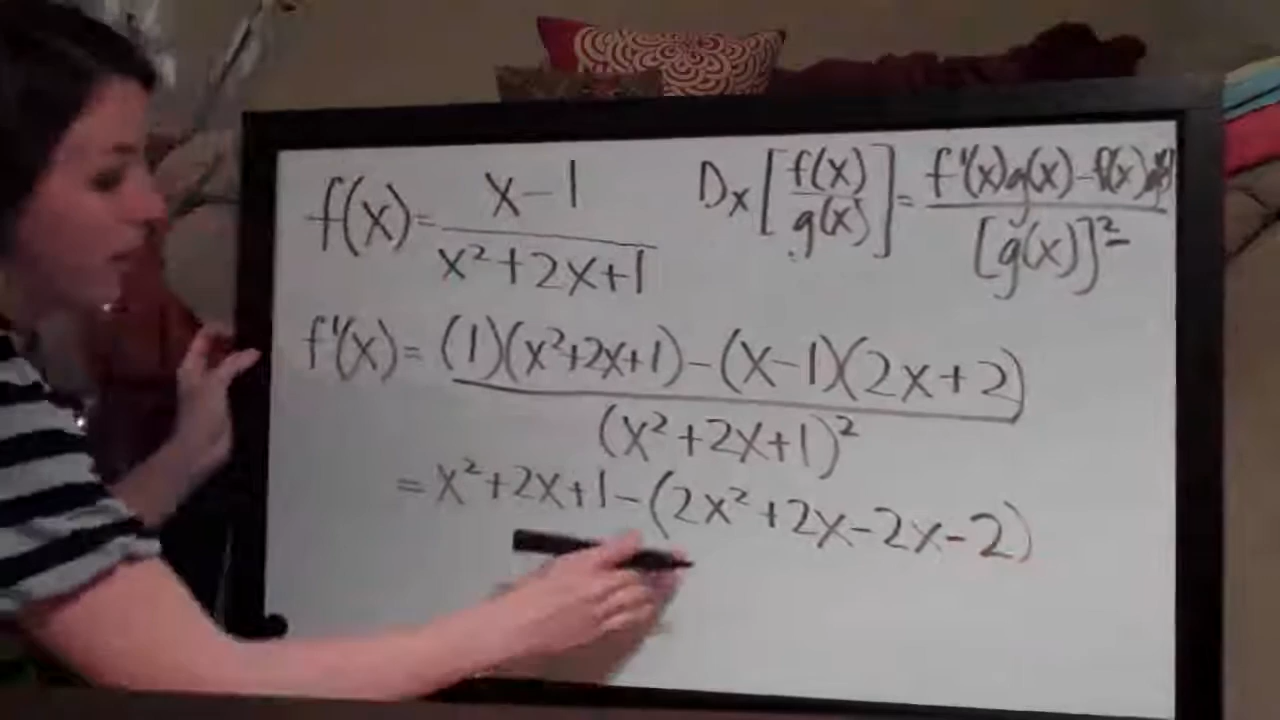 f(x) = (x-1)/(x²+2x+1)
Dx[f(x)/g(x)] = (f'(x)g(x)-f(x)g'(x))/[g(x)]²
f'(x) = ((1)(x²+2x+1)-(x-1)(2x+2))/(x²+2x+1)²
= x²+2x+1-(2x²+2x-2x-2)